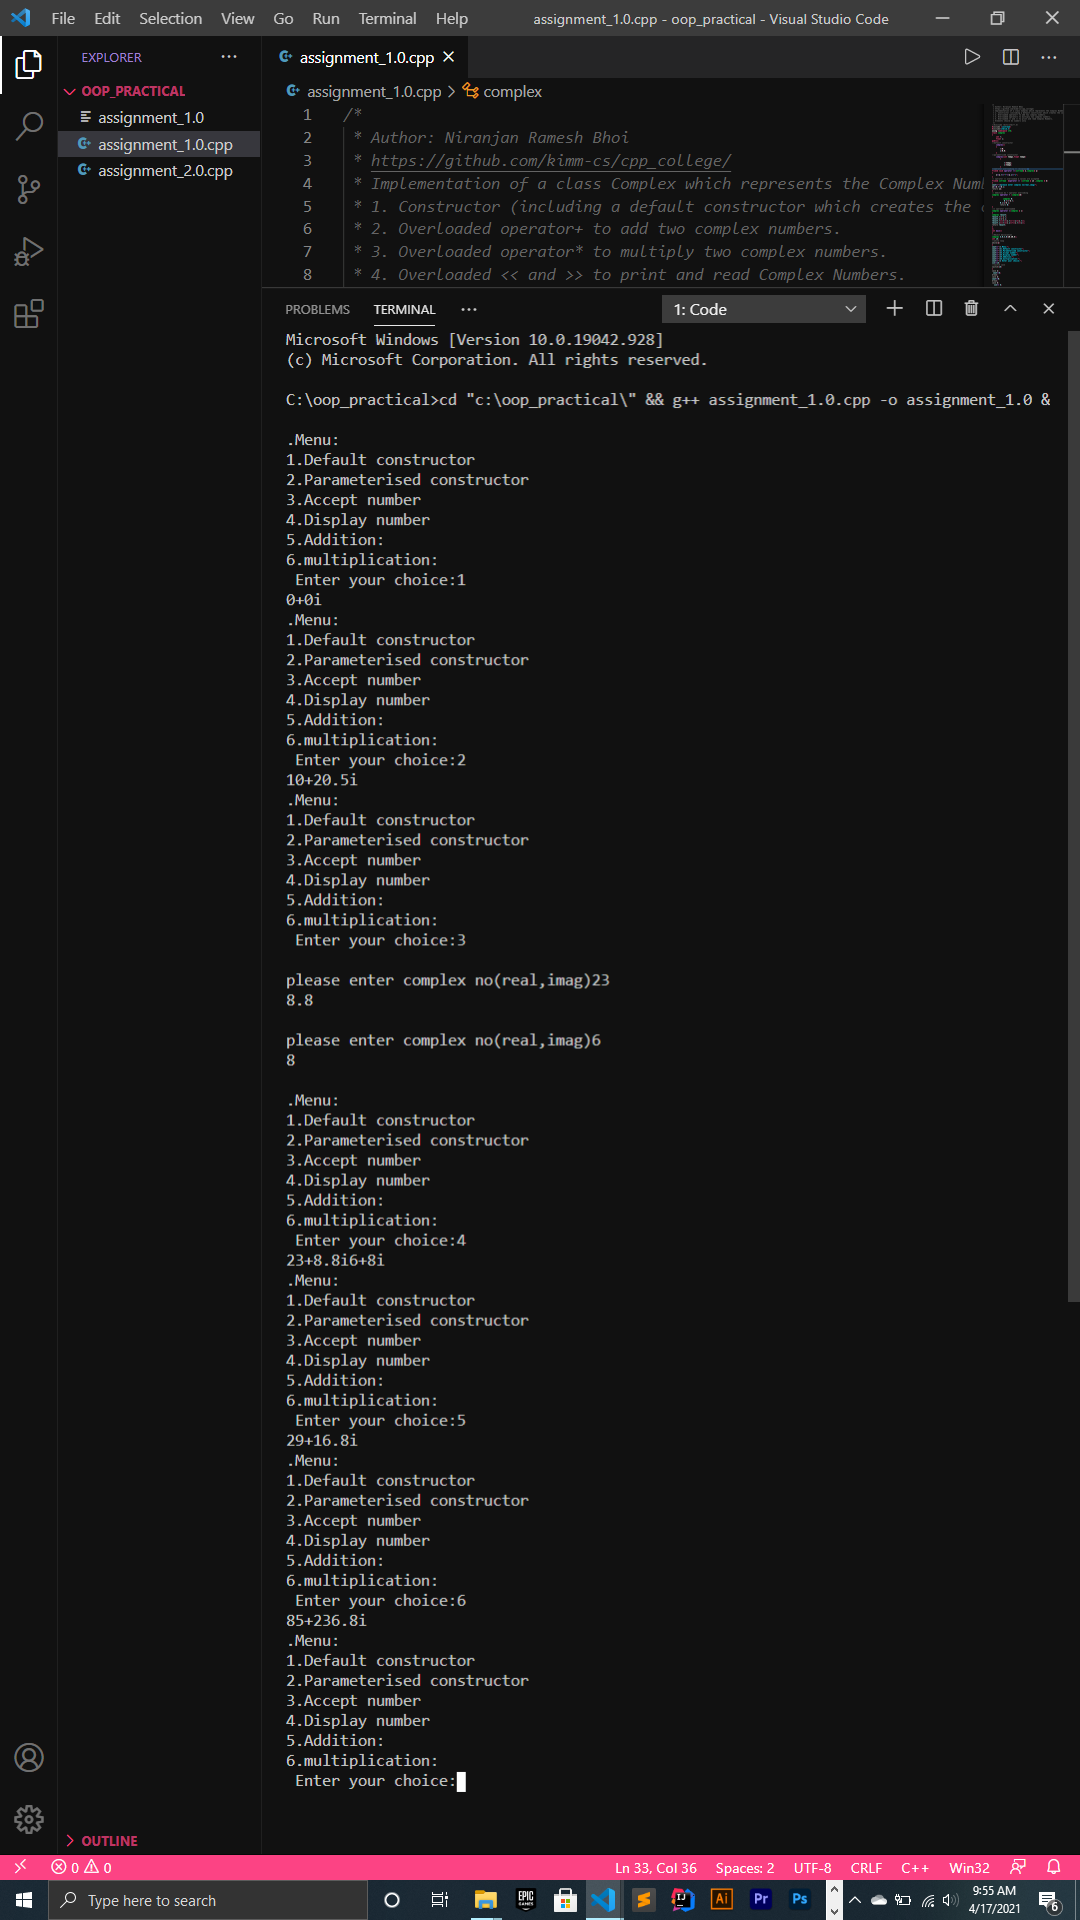 File Edit Selection View Go Run Terminal Help assignment_1.0.cpp - oop_practical - Visual Studio Code
EXPLORER
OOP_PRACTICAL
assignment_1.0
assignment_1.0.cpp
assignment_2.0.cpp
assignment_1.0.cpp
assignment_1.0.cpp > complex
1 /*
2 * Author: Niranjan Ramesh Bhoi
3 * https://github.com/kimm-cs/cpp_college/
4 * Implementation of a class Complex which represents the Complex Num
5 * 1. Constructor (including a default constructor which creates the
6 * 2. Overloaded operator+ to add two complex numbers.
7 * 3. Overloaded operator* to multiply two complex numbers.
8 * 4. Overloaded << and >> to print and read Complex Numbers.
PROBLEMS TERMINAL ... 1: Code
Microsoft Windows [Version 10.0.19042.928]
(c) Microsoft Corporation. All rights reserved.
C:\oop_practical>cd "c:\oop_practical\" && g++ assignment_1.0.cpp -o assignment_1.0 &
.Menu:
1.Default constructor
2.Parameterised constructor
3.Accept number
4.Display number
5.Addition:
6.multiplication:
Enter your choice:1
0+0i
.Menu:
1.Default constructor
2.Parameterised constructor
3.Accept number
4.Display number
5.Addition:
6.multiplication:
Enter your choice:2
10+20.5i
.Menu:
1.Default constructor
2.Parameterised constructor
3.Accept number
4.Display number
5.Addition:
6.multiplication:
Enter your choice:3
please enter complex no(real,imag)23
8.8
please enter complex no(real,imag)6
8
.Menu:
1.Default constructor
2.Parameterised constructor
3.Accept number
4.Display number
5.Addition:
6.multiplication:
Enter your choice:4
23+8.8i6+8i
.Menu:
1.Default constructor
2.Parameterised constructor
3.Accept number
4.Display number
5.Addition:
6.multiplication:
Enter your choice:5
29+16.8i
.Menu:
1.Default constructor
2.Parameterised constructor
3.Accept number
4.Display number
5.Addition:
6.multiplication:
Enter your choice:6
85+236.8i
.Menu:
1.Default constructor
2.Parameterised constructor
3.Accept number
4.Display number
5.Addition:
6.multiplication:
Enter your choice:
OUTLINE
0 0 Ln 33, Col 36 Spaces: 2 UTF-8 CRLF C++ Win32
Type here to search
EPIC GAMES
IJ
Ai
Pr
Ps
9:55 AM
4/17/2021
6